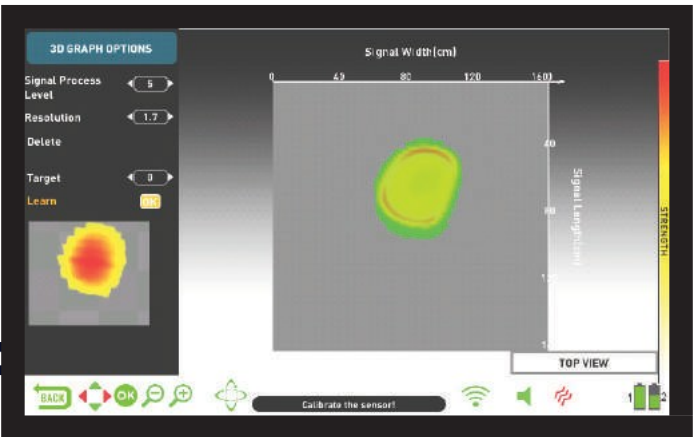 3D GRAPH OPTIONS
Signal Process
Level
5
Resolution
1.7
Delete
Target
0
Learn
OK
Signal Width(cm)
0 40 80 120 160
40
80
Signal Langht(cm)
STRENGTH
TOP VIEW
BACK
OK
Calibrate the sensor!
1
2